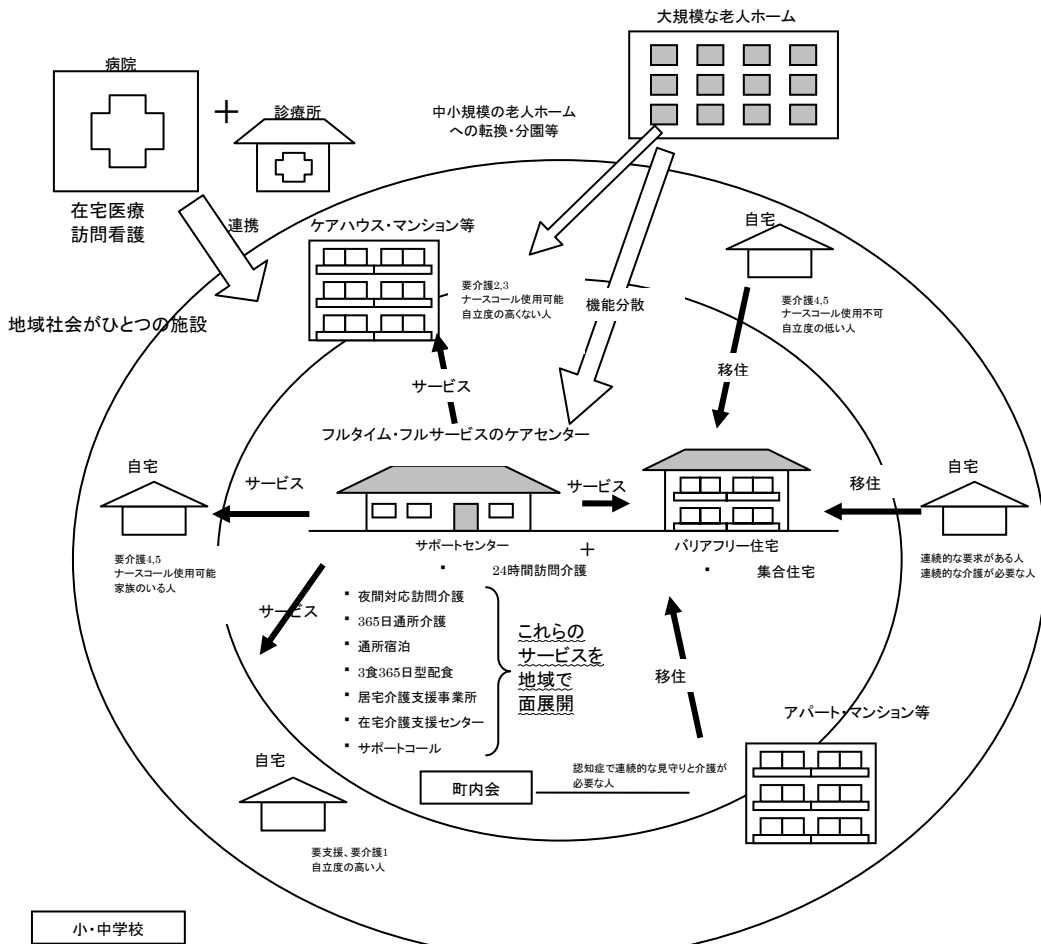 大規模な老人ホーム
病院
＋
診療所
中小規模の老人ホーム
への転換・分園等
在宅医療
訪問看護
連携
ケアハウス・マンション等
自宅
要介護2,3
ナースコール使用可能
自立度の高くない人
機能分散
要介護4,5
ナースコール使用不可
自立度の低い人
地域社会がひとつの施設
移住
サービス
フルタイム・フルサービスのケアセンター
自宅
サービス
サービス
移住
自宅
サポートセンター
＋
バリアフリー住宅
要介護4,5
ナースコール使用可能
家族のいる人
・ 24時間訪問介護
・ 集合住宅
連続的な要求がある人
連続的な介護が必要な人
サービス
・ 夜間対応訪問介護
・ 365日通所介護
・ 通所宿泊
・ 3食365日型配食
・ 居宅介護支援事業所
・ 在宅介護支援センター
・ サポートコール
これらの
サービスを
地域で
面展開
移住
アパート・マンション等
自宅
町内会
認知症で連続的な見守りと介護が
必要な人
要支援、要介護1
自立度の高い人
小・中学校